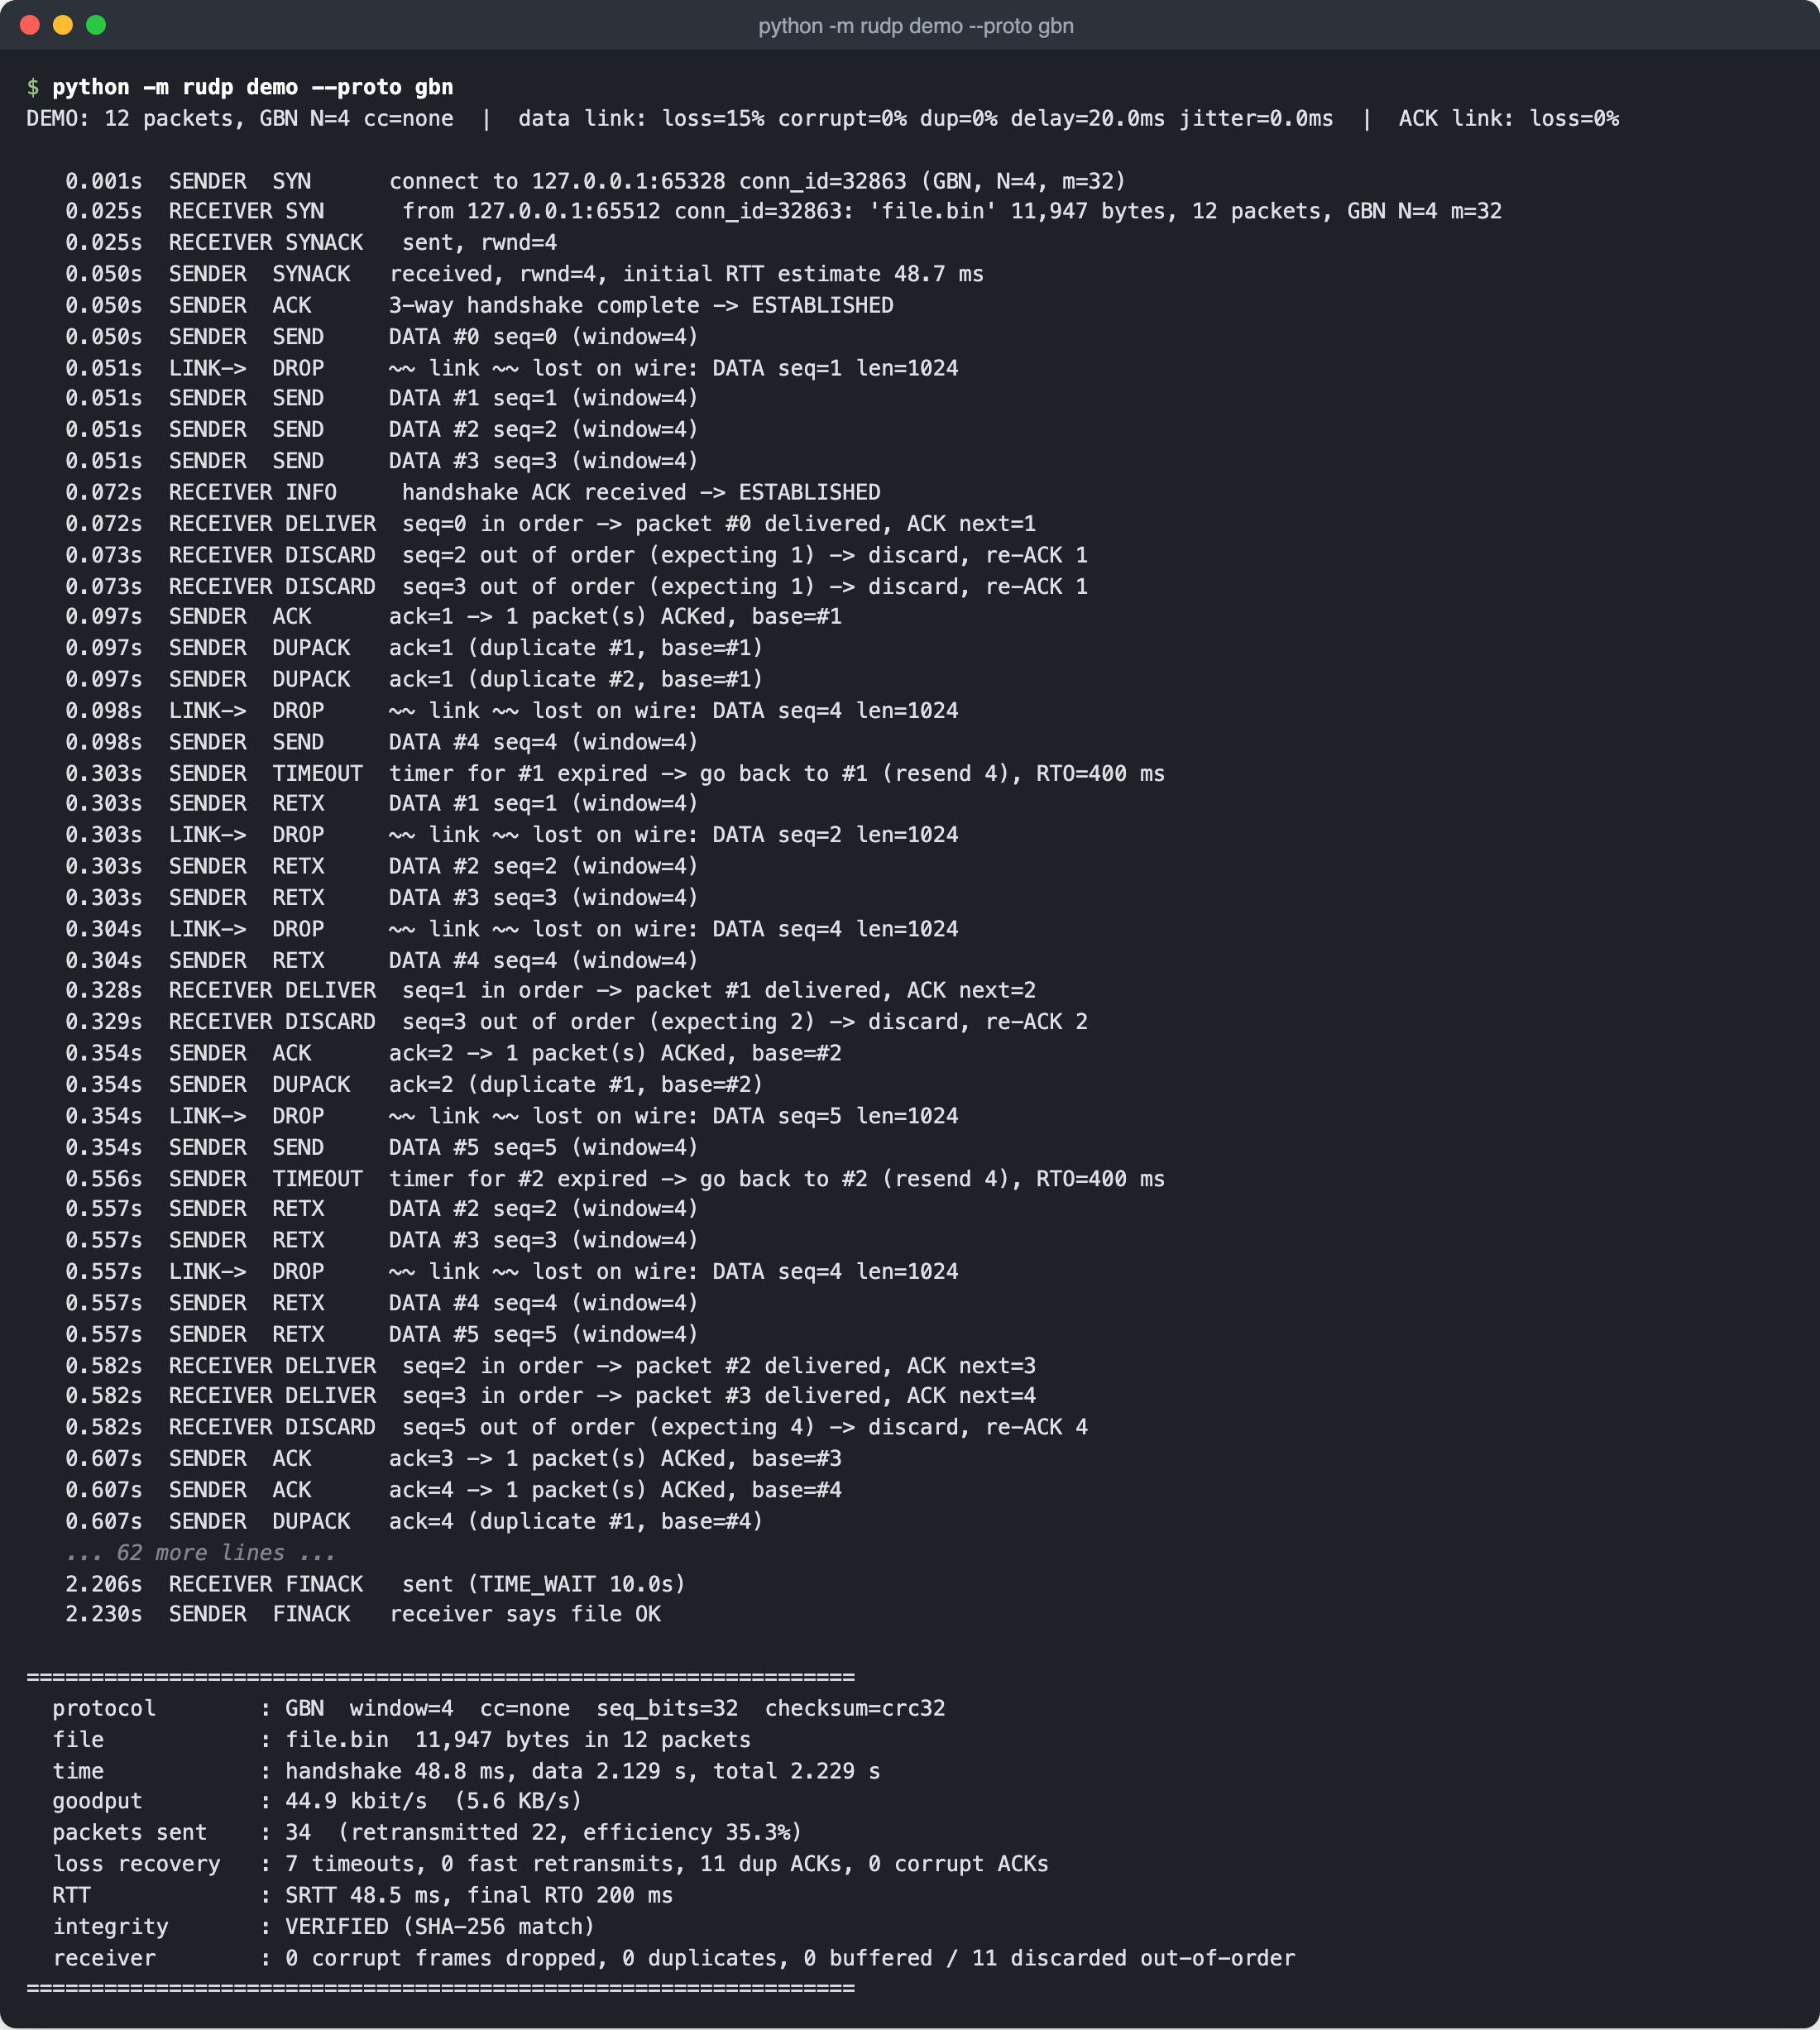 python -m rudp demo --proto gbn
$ python -m rudp demo --proto gbn
DEMO: 12 packets, GBN N=4 cc=none  |  data link: loss=15% corrupt=0% dup=0% delay=20.0ms jitter=0.0ms  |  ACK link: loss=0%
   0.001s  SENDER  SYN      connect to 127.0.0.1:65328 conn_id=32863 (GBN, N=4, m=32)
   0.025s  RECEIVER SYN      from 127.0.0.1:65512 conn_id=32863: 'file.bin' 11,947 bytes, 12 packets, GBN N=4 m=32
   0.025s  RECEIVER SYNACK   sent, rwnd=4
   0.050s  SENDER  SYNACK   received, rwnd=4, initial RTT estimate 48.7 ms
   0.050s  SENDER  ACK      3-way handshake complete -> ESTABLISHED
   0.050s  SENDER  SEND     DATA #0 seq=0 (window=4)
   0.051s  LINK->  DROP     ~~ link ~~ lost on wire: DATA seq=1 len=1024
   0.051s  SENDER  SEND     DATA #1 seq=1 (window=4)
   0.051s  SENDER  SEND     DATA #2 seq=2 (window=4)
   0.051s  SENDER  SEND     DATA #3 seq=3 (window=4)
   0.072s  RECEIVER INFO     handshake ACK received -> ESTABLISHED
   0.072s  RECEIVER DELIVER  seq=0 in order -> packet #0 delivered, ACK next=1
   0.073s  RECEIVER DISCARD  seq=2 out of order (expecting 1) -> discard, re-ACK 1
   0.073s  RECEIVER DISCARD  seq=3 out of order (expecting 1) -> discard, re-ACK 1
   0.097s  SENDER  ACK      ack=1 -> 1 packet(s) ACKed, base=#1
   0.097s  SENDER  DUPACK   ack=1 (duplicate #1, base=#1)
   0.097s  SENDER  DUPACK   ack=1 (duplicate #2, base=#1)
   0.098s  LINK->  DROP     ~~ link ~~ lost on wire: DATA seq=4 len=1024
   0.098s  SENDER  SEND     DATA #4 seq=4 (window=4)
   0.303s  SENDER  TIMEOUT  timer for #1 expired -> go back to #1 (resend 4), RTO=400 ms
   0.303s  SENDER  RETX     DATA #1 seq=1 (window=4)
   0.303s  LINK->  DROP     ~~ link ~~ lost on wire: DATA seq=2 len=1024
   0.303s  SENDER  RETX     DATA #2 seq=2 (window=4)
   0.303s  SENDER  RETX     DATA #3 seq=3 (window=4)
   0.304s  LINK->  DROP     ~~ link ~~ lost on wire: DATA seq=4 len=1024
   0.304s  SENDER  RETX     DATA #4 seq=4 (window=4)
   0.328s  RECEIVER DELIVER  seq=1 in order -> packet #1 delivered, ACK next=2
   0.329s  RECEIVER DISCARD  seq=3 out of order (expecting 2) -> discard, re-ACK 2
   0.354s  SENDER  ACK      ack=2 -> 1 packet(s) ACKed, base=#2
   0.354s  SENDER  DUPACK   ack=2 (duplicate #1, base=#2)
   0.354s  LINK->  DROP     ~~ link ~~ lost on wire: DATA seq=5 len=1024
   0.354s  SENDER  SEND     DATA #5 seq=5 (window=4)
   0.556s  SENDER  TIMEOUT  timer for #2 expired -> go back to #2 (resend 4), RTO=400 ms
   0.557s  SENDER  RETX     DATA #2 seq=2 (window=4)
   0.557s  SENDER  RETX     DATA #3 seq=3 (window=4)
   0.557s  LINK->  DROP     ~~ link ~~ lost on wire: DATA seq=4 len=1024
   0.557s  SENDER  RETX     DATA #4 seq=4 (window=4)
   0.557s  SENDER  RETX     DATA #5 seq=5 (window=4)
   0.582s  RECEIVER DELIVER  seq=2 in order -> packet #2 delivered, ACK next=3
   0.582s  RECEIVER DELIVER  seq=3 in order -> packet #3 delivered, ACK next=4
   0.582s  RECEIVER DISCARD  seq=5 out of order (expecting 4) -> discard, re-ACK 4
   0.607s  SENDER  ACK      ack=3 -> 1 packet(s) ACKed, base=#3
   0.607s  SENDER  ACK      ack=4 -> 1 packet(s) ACKed, base=#4
   0.607s  SENDER  DUPACK   ack=4 (duplicate #1, base=#4)
   ... 62 more lines ...
   2.206s  RECEIVER FINACK   sent (TIME_WAIT 10.0s)
   2.230s  SENDER  FINACK   receiver says file OK
================================================================
  protocol        : GBN  window=4  cc=none  seq_bits=32  checksum=crc32
  file            : file.bin  11,947 bytes in 12 packets
  time            : handshake 48.8 ms, data 2.129 s, total 2.229 s
  goodput         : 44.9 kbit/s  (5.6 KB/s)
  packets sent    : 34  (retransmitted 22, efficiency 35.3%)
  loss recovery   : 7 timeouts, 0 fast retransmits, 11 dup ACKs, 0 corrupt ACKs
  RTT             : SRTT 48.5 ms, final RTO 200 ms
  integrity       : VERIFIED (SHA-256 match)
  receiver        : 0 corrupt frames dropped, 0 duplicates, 0 buffered / 11 discarded out-of-order
================================================================